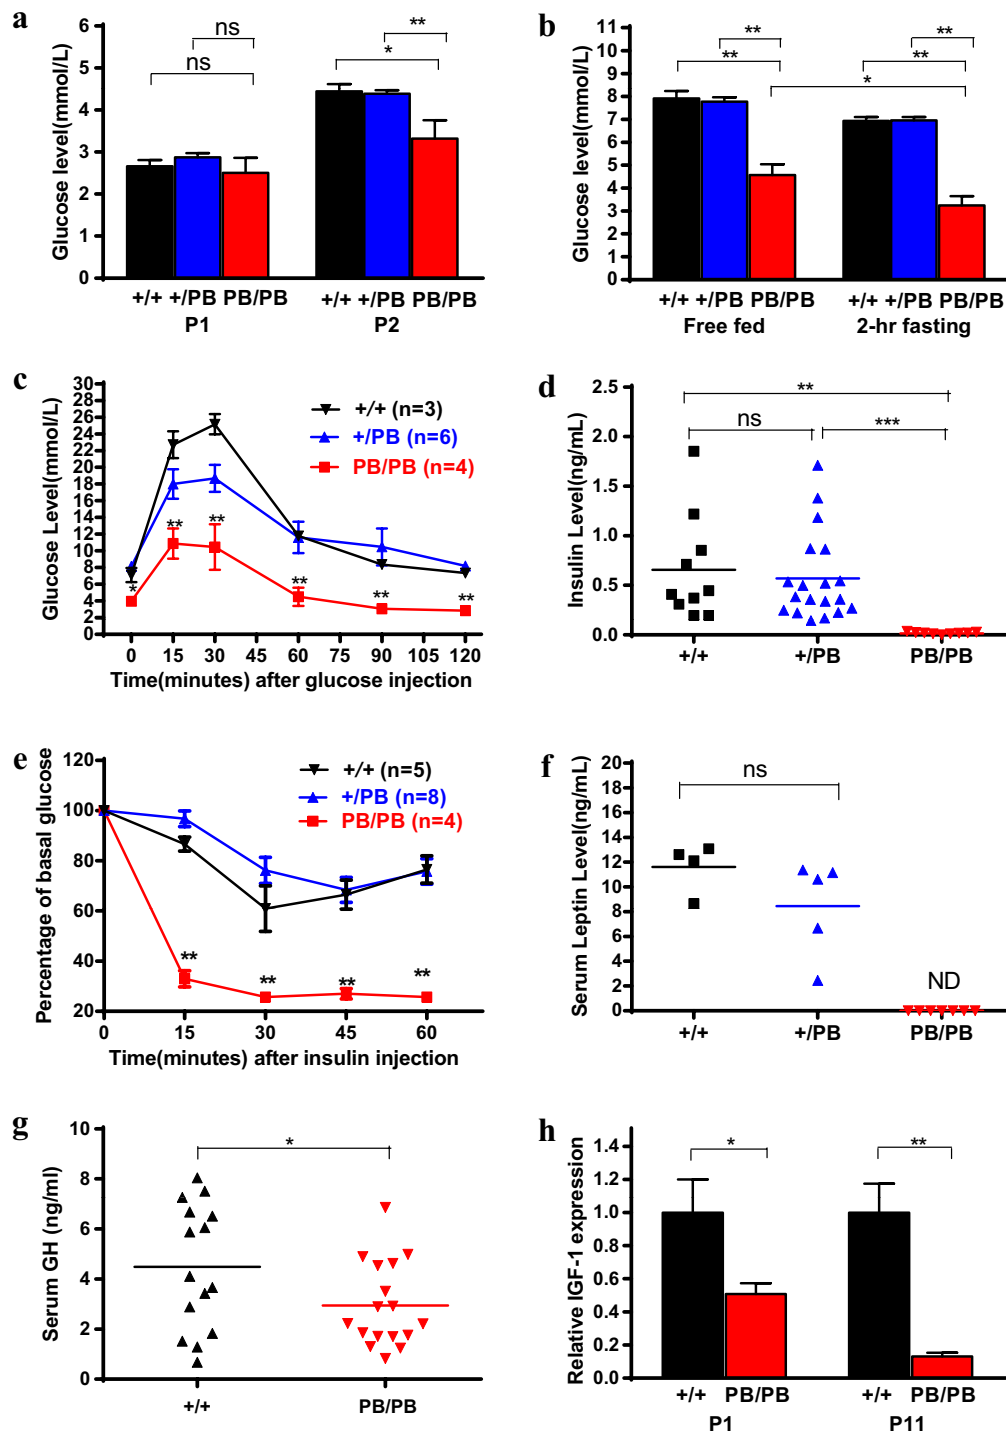 a
Glucose level(mmol/L)
6
5
4
3
2
1
0
ns
ns
**
*
+/+ +/PB PB/PB
+/+ +/PB PB/PB
P1
P2
b
Glucose level(mmol/L)
11
10
9
8
7
6
5
4
3
2
1
0
**
**
**
**
*
+/+ +/PB PB/PB
+/+ +/PB PB/PB
Free fed
2-hr fasting
c
Glucose Level(mmol/L)
30
28
26
24
22
20
18
16
14
12
10
8
6
4
2
0
+/+ (n=3)
+/PB (n=6)
PB/PB (n=4)
*
**
**
**
**
**
0 15 30 45 60 75 90 105 120
Time(minutes) after glucose injection
d
Insulin Level(ng/mL)
2.5
2.0
1.5
1.0
0.5
0.0
**
ns
***
+/+ +/PB PB/PB
e
Percentage of basal glucose
120
100
80
60
40
20
+/+ (n=5)
+/PB (n=8)
PB/PB (n=4)
**
**
**
**
0 15 30 45 60
Time(minutes) after insulin injection
f
Serum Leptin Level(ng/mL)
20
18
16
14
12
10
8
6
4
2
0
ns
ND
+/+ +/PB PB/PB
g
Serum GH (ng/ml)
10
8
6
4
2
0
*
+/+ PB/PB
h
Relative IGF-1 expression
1.4
1.2
1.0
0.8
0.6
0.4
0.2
0.0
*
**
+/+ PB/PB
+/+ PB/PB
P1
P11